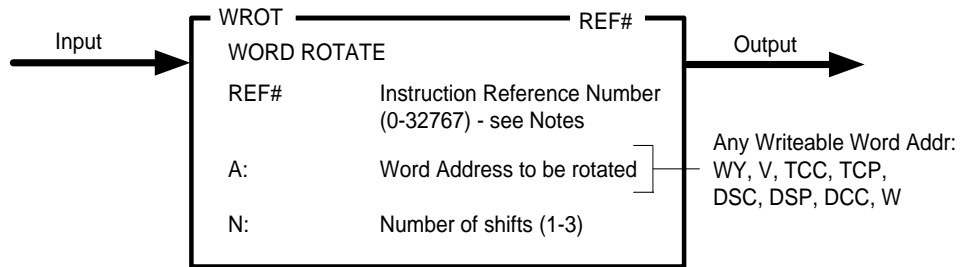 WROT REF#
Input
WORD ROTATE
Output
REF# Instruction Reference Number
(0-32767) - see Notes
A: Word Address to be rotated
Any Writeable Word Addr:
WY, V, TCC, TCP,
DSC, DSP, DCC, W
N: Number of shifts (1-3)